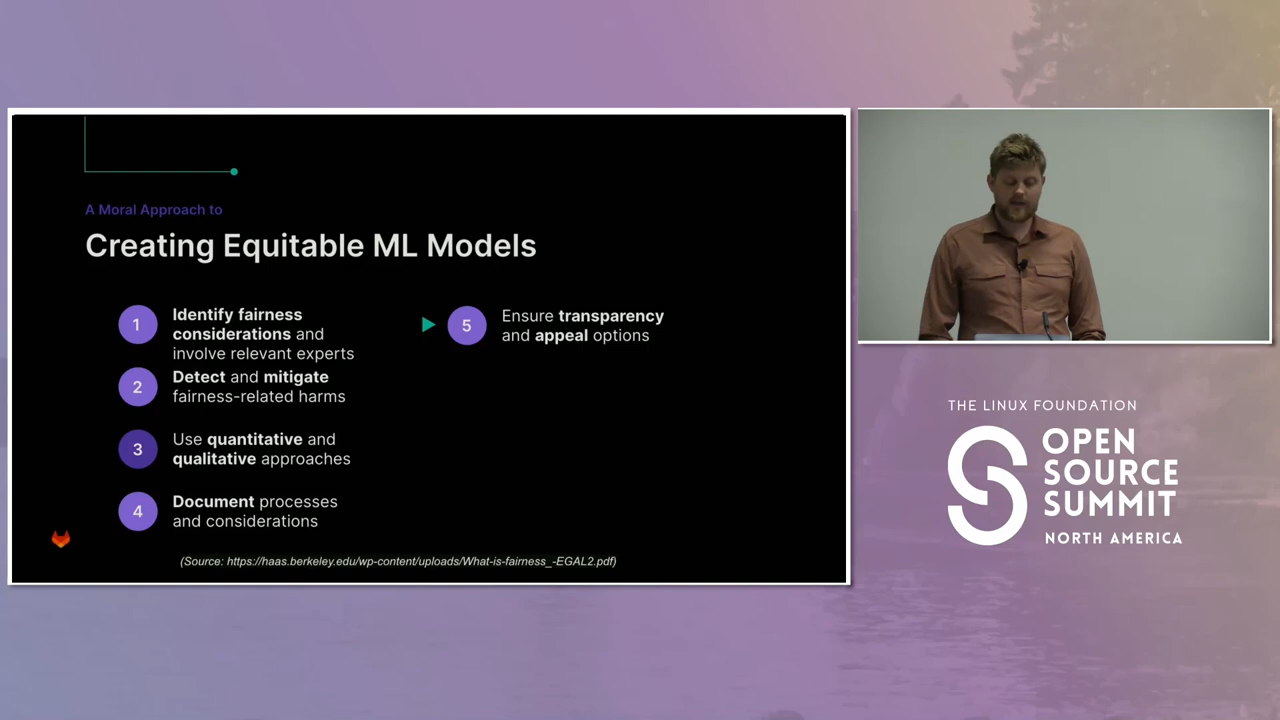 A Moral Approach to
Creating Equitable ML Models
1
Identify fairness
considerations and
involve relevant experts
2
Detect and mitigate
fairness-related harms
3
Use quantitative and
qualitative approaches
4
Document processes
and considerations
5
Ensure transparency
and appeal options
(Source: https://haas.berkeley.edu/wp-content/uploads/What-is-fairness_-EGAL2.pdf)
THE LINUX FOUNDATION
OPEN
SOURCE
SUMMIT
NORTH AMERICA